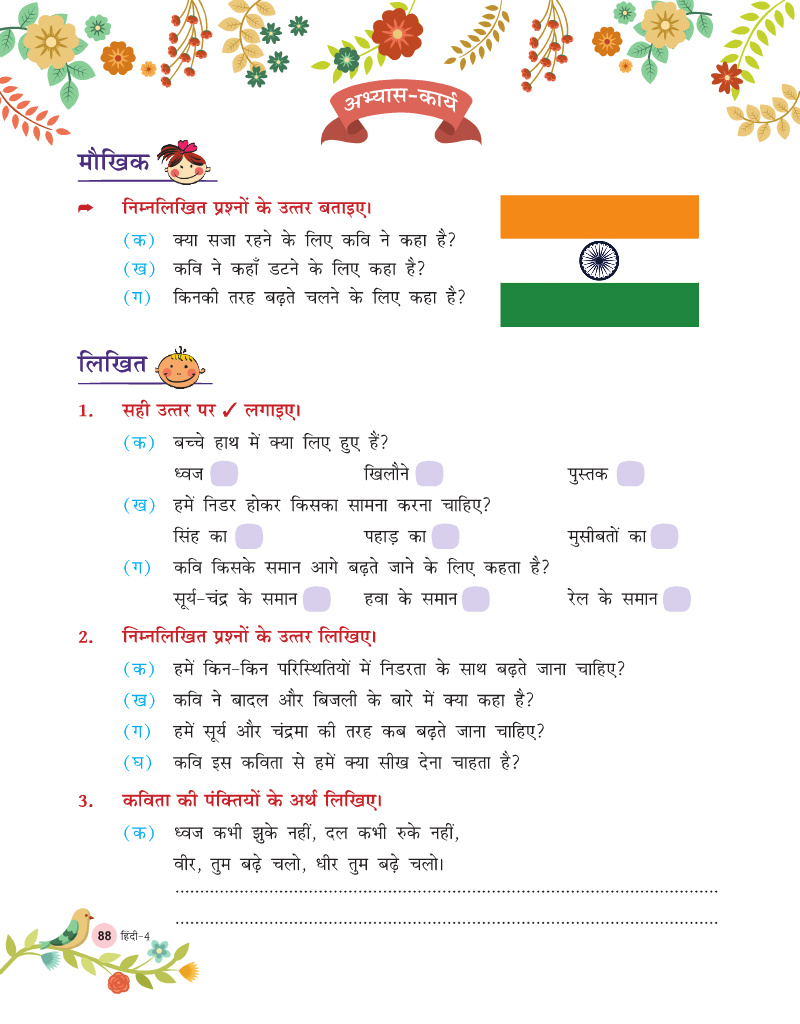 अभ्यास-कार्य
मौखिक
➦ निम्नलिखित प्रश्नों के उत्तर बताइए।
(क) क्या सजा रहने के लिए कवि ने कहा है?
(ख) कवि ने कहाँ डटने के लिए कहा है?
(ग) किनकी तरह बढ़ते चलने के लिए कहा है?
लिखित
1. सही उत्तर पर ✓ लगाइए।
(क) बच्चे हाथ में क्या लिए हुए हैं?
ध्वज खिलौने पुस्तक
(ख) हमें निडर होकर किसका सामना करना चाहिए?
सिंह का पहाड़ का मुसीबतों का
(ग) कवि किसके समान आगे बढ़ते जाने के लिए कहता है?
सूर्य-चंद्र के समान हवा के समान रेल के समान
2. निम्नलिखित प्रश्नों के उत्तर लिखिए।
(क) हमें किन-किन परिस्थितियों में निडरता के साथ बढ़ते जाना चाहिए?
(ख) कवि ने बादल और बिजली के बारे में क्या कहा है?
(ग) हमें सूर्य और चंद्रमा की तरह कब बढ़ते जाना चाहिए?
(घ) कवि इस कविता से हमें क्या सीख देना चाहता है?
3. कविता की पंक्तियों के अर्थ लिखिए।
(क) ध्वज कभी झुके नहीं, दल कभी रुके नहीं,
वीर, तुम बढ़े चलो, धीर तुम बढ़े चलो।
88 हिंदी-4